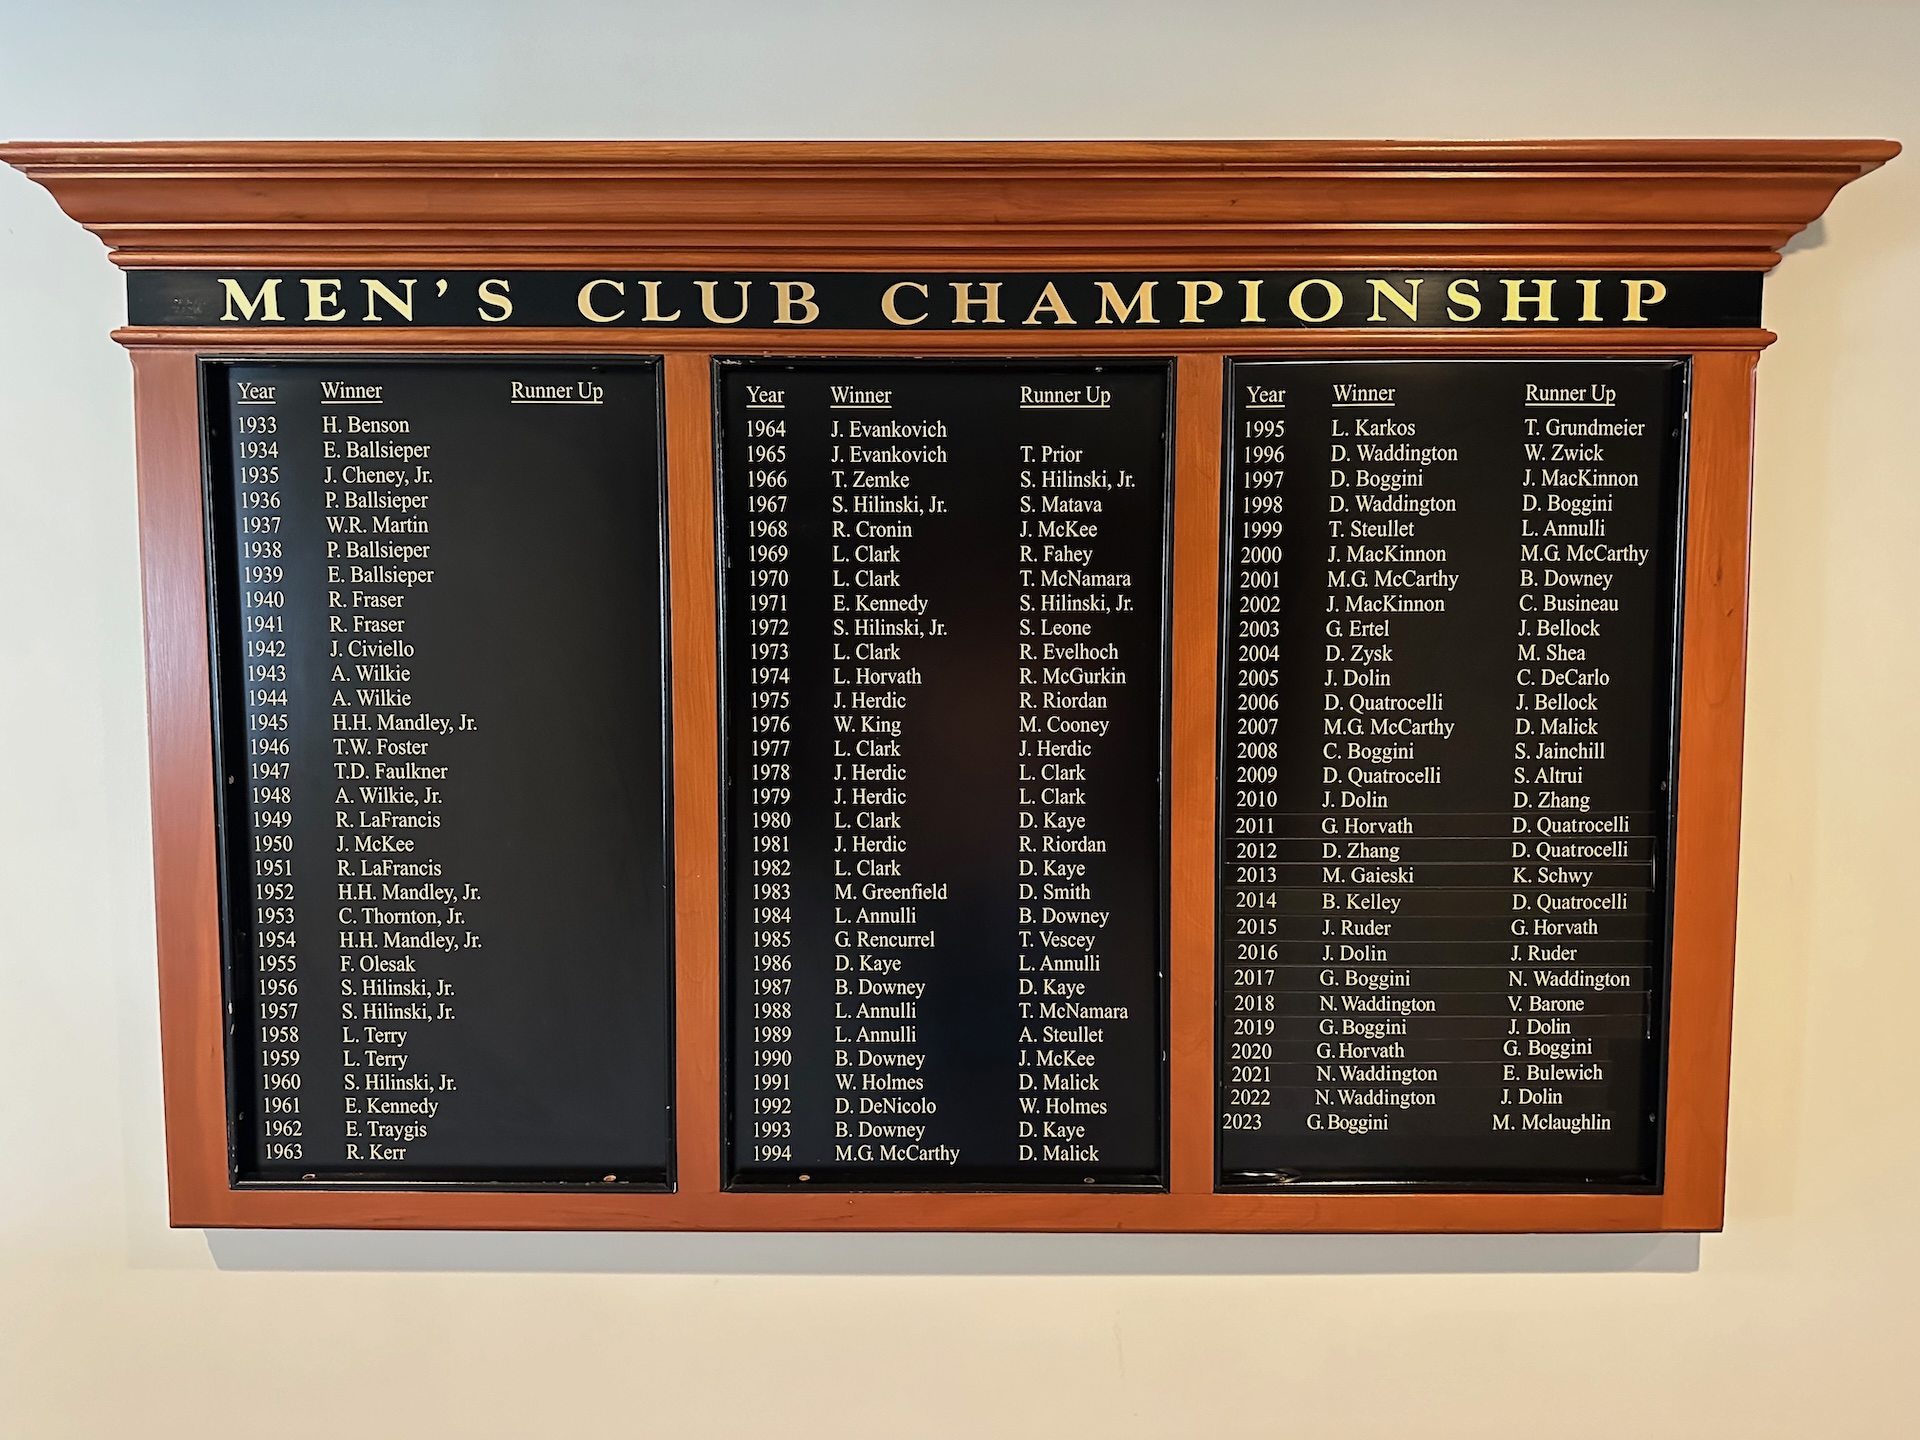 MEN'S CLUB CHAMPIONSHIP
Year Winner Runner Up
1933 H. Benson
1934 E. Ballsieper
1935 J. Cheney, Jr.
1936 P. Ballsieper
1937 W.R. Martin
1938 P. Ballsieper
1939 E. Ballsieper
1940 R. Fraser
1941 R. Fraser
1942 J. Civiello
1943 A. Wilkie
1944 A. Wilkie
1945 H.H. Mandley, Jr.
1946 T.W. Foster
1947 T.D. Faulkner
1948 A. Wilkie, Jr.
1949 R. LaFrancis
1950 J. McKee
1951 R. LaFrancis
1952 H.H. Mandley, Jr.
1953 C. Thornton, Jr.
1954 H.H. Mandley, Jr.
1955 F. Olesak
1956 S. Hilinski, Jr.
1957 S. Hilinski, Jr.
1958 L. Terry
1959 L. Terry
1960 S. Hilinski, Jr.
1961 E. Kennedy
1962 E. Traygis
1963 R. Kerr
Year Winner Runner Up
1964 J. Evankovich
1965 J. Evankovich T. Prior
1966 T. Zemke S. Hilinski, Jr.
1967 S. Hilinski, Jr. S. Matava
1968 R. Cronin J. McKee
1969 L. Clark R. Fahey
1970 L. Clark T. McNamara
1971 E. Kennedy S. Hilinski, Jr.
1972 S. Hilinski, Jr. S. Leone
1973 L. Clark R. Evelhoch
1974 L. Horvath R. McGurkin
1975 J. Herdic R. Riordan
1976 W. King M. Cooney
1977 L. Clark J. Herdic
1978 J. Herdic L. Clark
1979 J. Herdic L. Clark
1980 L. Clark D. Kaye
1981 J. Herdic R. Riordan
1982 L. Clark D. Kaye
1983 M. Greenfield D. Smith
1984 L. Annulli B. Downey
1985 G. Rencurrel T. Vescey
1986 D. Kaye L. Annulli
1987 B. Downey D. Kaye
1988 L. Annulli T. McNamara
1989 L. Annulli A. Steullet
1990 B. Downey J. McKee
1991 W. Holmes D. Malick
1992 D. DeNicolo W. Holmes
1993 B. Downey D. Kaye
1994 M.G. McCarthy D. Malick
Year Winner Runner Up
1995 L. Karkos T. Grundmeier
1996 D. Waddington W. Zwick
1997 D. Boggini J. MacKinnon
1998 D. Waddington D. Boggini
1999 T. Steullet L. Annulli
2000 J. MacKinnon M.G. McCarthy
2001 M.G. McCarthy B. Downey
2002 J. MacKinnon C. Busineau
2003 G. Ertel J. Bellock
2004 D. Zysk M. Shea
2005 J. Dolin C. DeCarlo
2006 D. Quatrocelli J. Bellock
2007 M.G. McCarthy D. Malick
2008 C. Boggini S. Jainchill
2009 D. Quatrocelli S. Altrui
2010 J. Dolin D. Zhang
2011 G. Horvath D. Quatrocelli
2012 D. Zhang D. Quatrocelli
2013 M. Gaieski K. Schwy
2014 B. Kelley D. Quatrocelli
2015 J. Ruder G. Horvath
2016 J. Dolin J. Ruder
2017 G. Boggini N. Waddington
2018 N. Waddington V. Barone
2019 G. Boggini J. Dolin
2020 G. Horvath G. Boggini
2021 N. Waddington E. Bulewich
2022 N. Waddington J. Dolin
2023 G. Boggini M. Mclaughlin